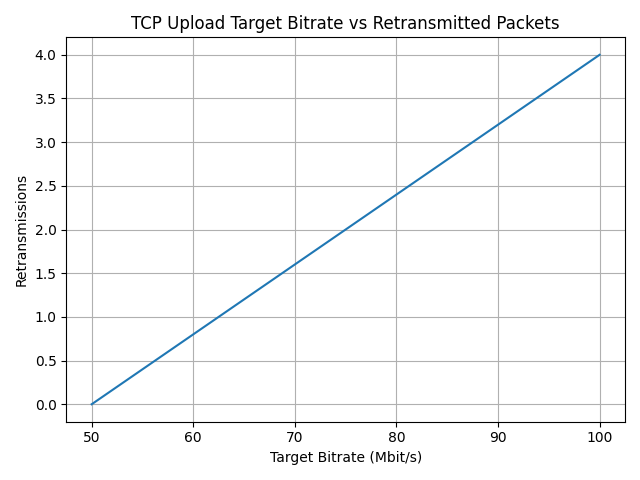 TCP Upload Target Bitrate vs Retransmitted Packets
4.0
3.5
3.0
2.5
2.0
1.5
1.0
0.5
0.0
Retransmissions
50 60 70 80 90 100
Target Bitrate (Mbit/s)